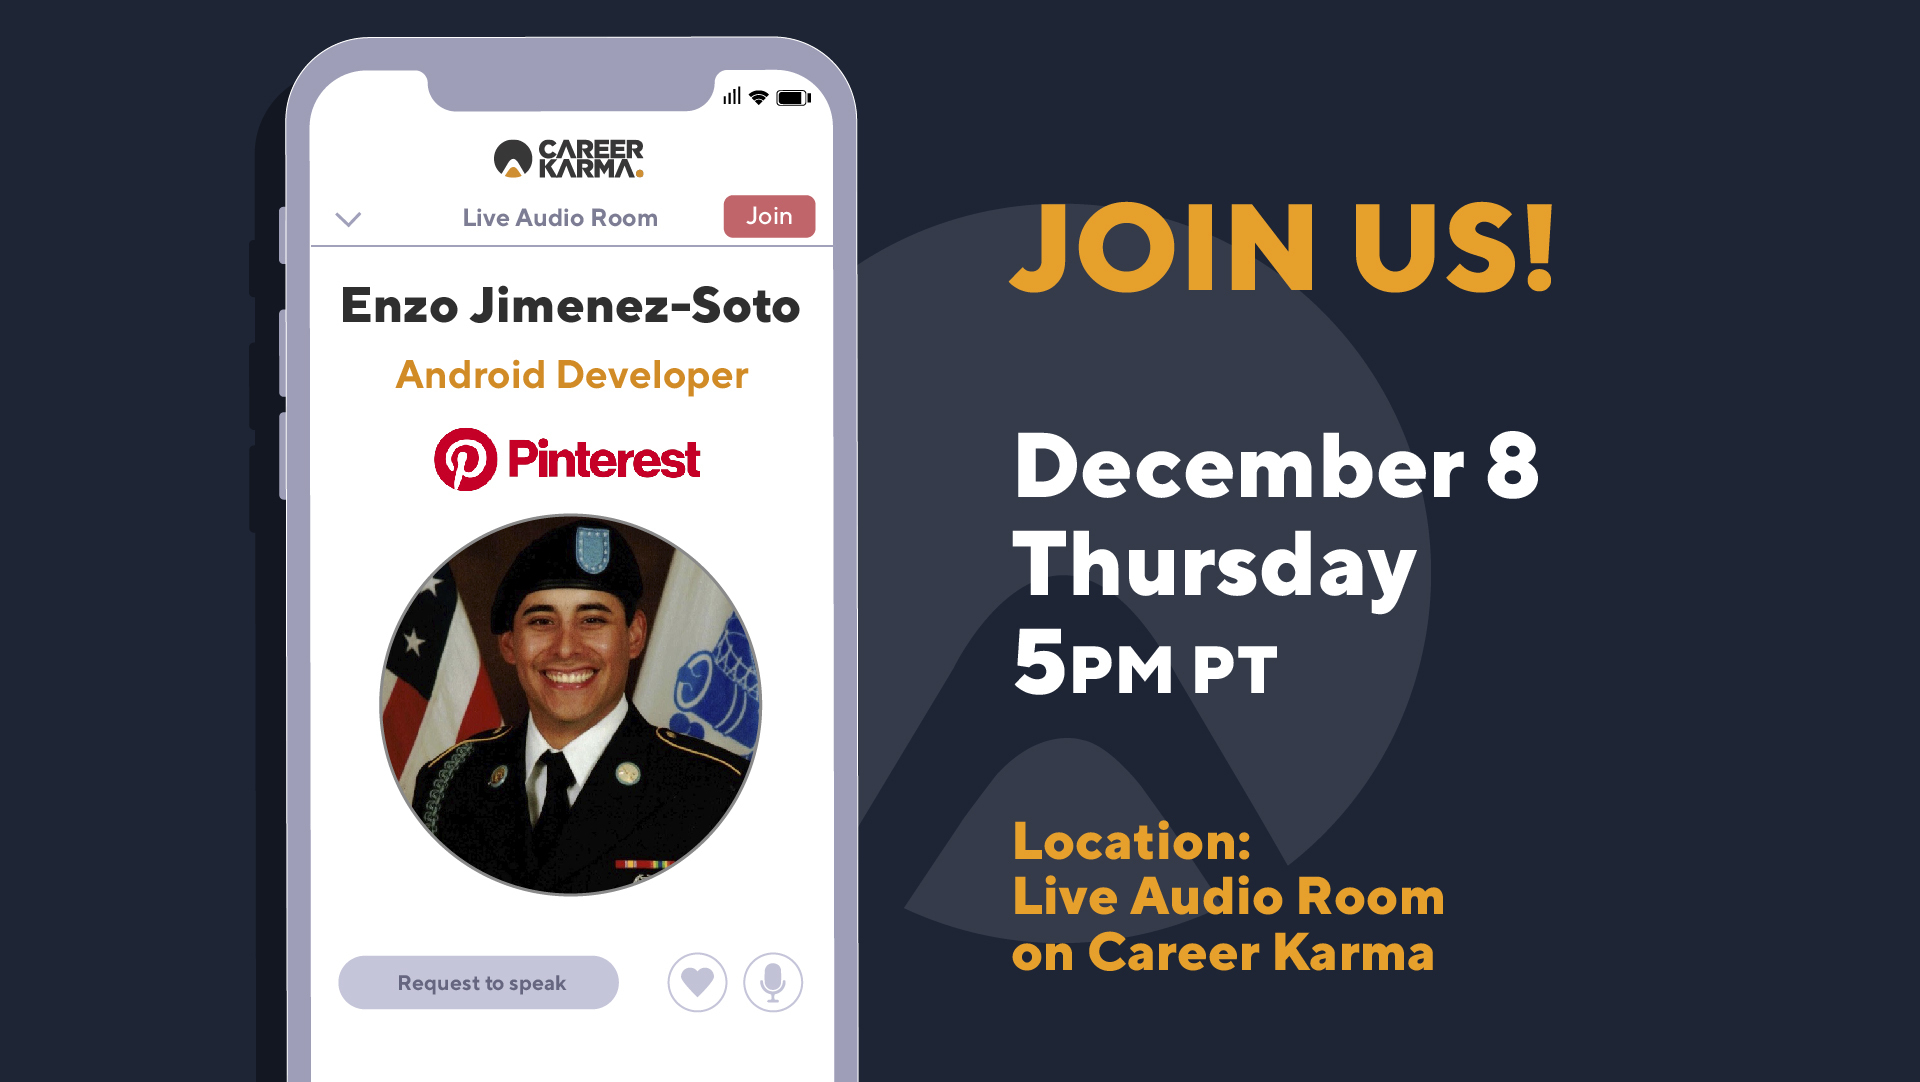 CAREER
KARMA.
Live Audio Room
Join
Enzo Jimenez-Soto
Android Developer
Pinterest
Request to speak
JOIN US!
December 8
Thursday
5PM PT
Location:
Live Audio Room
on Career Karma